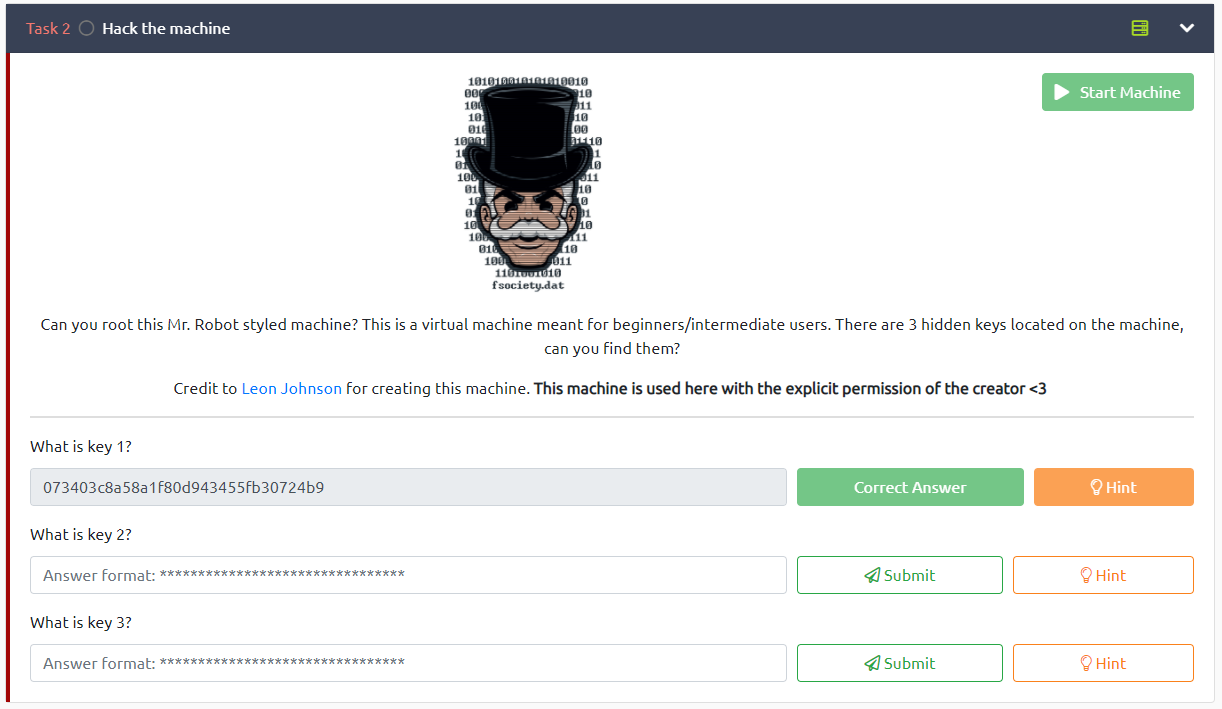 Task 2 Hack the machine
Start Machine
fsociety.dat
Can you root this Mr. Robot styled machine? This is a virtual machine meant for beginners/intermediate users. There are 3 hidden keys located on the machine,
can you find them?
Credit to Leon Johnson for creating this machine. This machine is used here with the explicit permission of the creator <3
What is key 1?
073403c8a58a1f80d943455fb30724b9 Correct Answer Hint
What is key 2?
Answer format: ******************************** Submit Hint
What is key 3?
Answer format: ******************************** Submit Hint